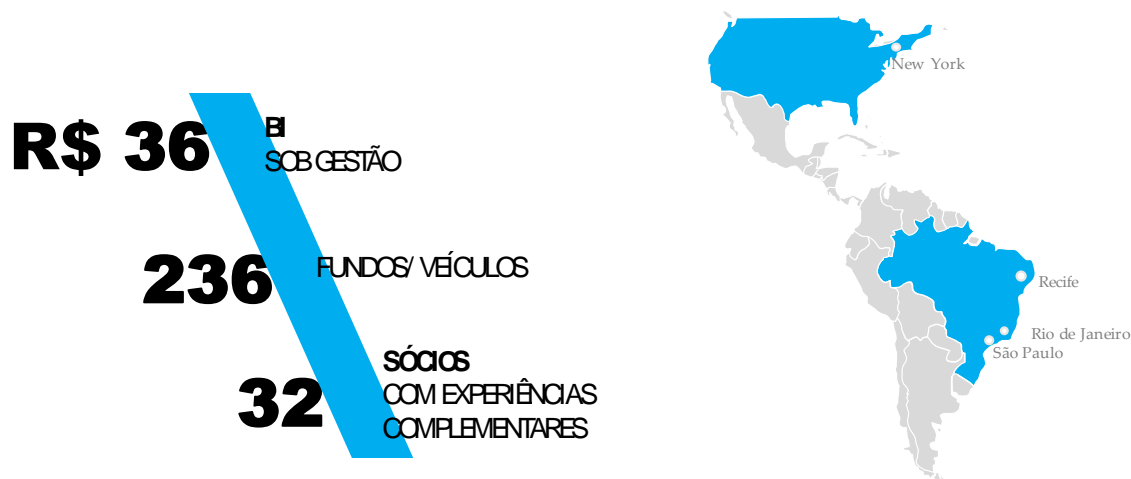 R$ 36 BI
SOB GESTÃO
236 FUNDOS/ VEÍCULOS
32 SÓCIOS
COM EXPERIÊNCIAS
COMPLEMENTARES
New York
Recife
Rio de Janeiro
São Paulo